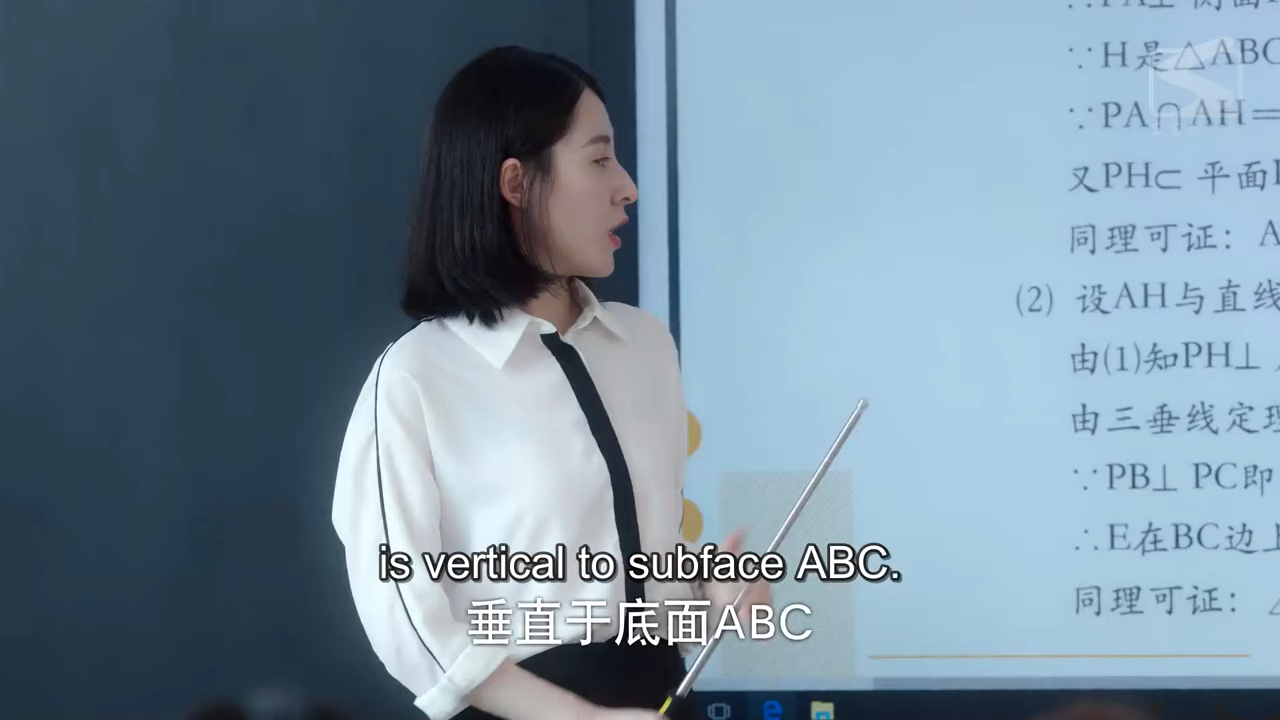 ∵H是△ABC
∵PA∩AH=
又PH⊂ 平面
同理可证：A
(2) 设AH与直线
由(1)知PH⊥
由三垂线定理
∵PB⊥ PC即
∴E在BC边上
同理可证：
is vertical to subface ABC.
垂直于底面ABC